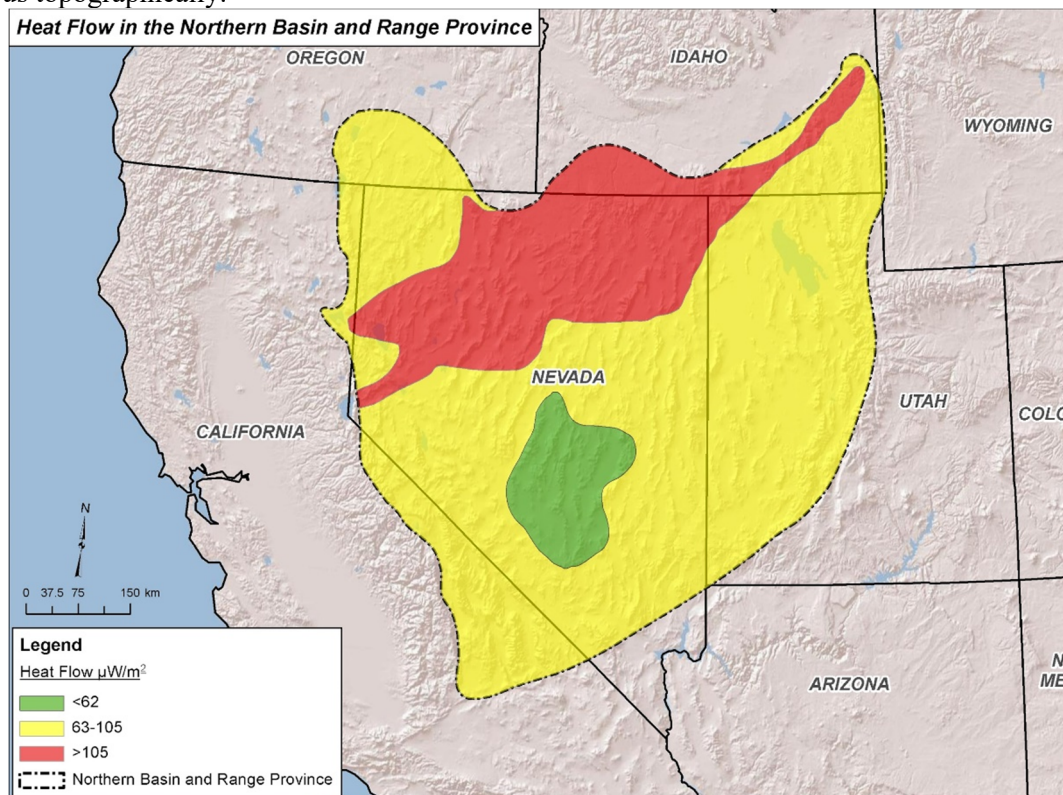 us topographically.
Heat Flow in the Northern Basin and Range Province
OREGON
IDAHO
WYOMING
NEVADA
UTAH
COLO
CALIFORNIA
N
0 37.5 75 150 km
ARIZONA
N
ME
Legend
Heat Flow µW/m²
<62
63-105
>105
Northern Basin and Range Province